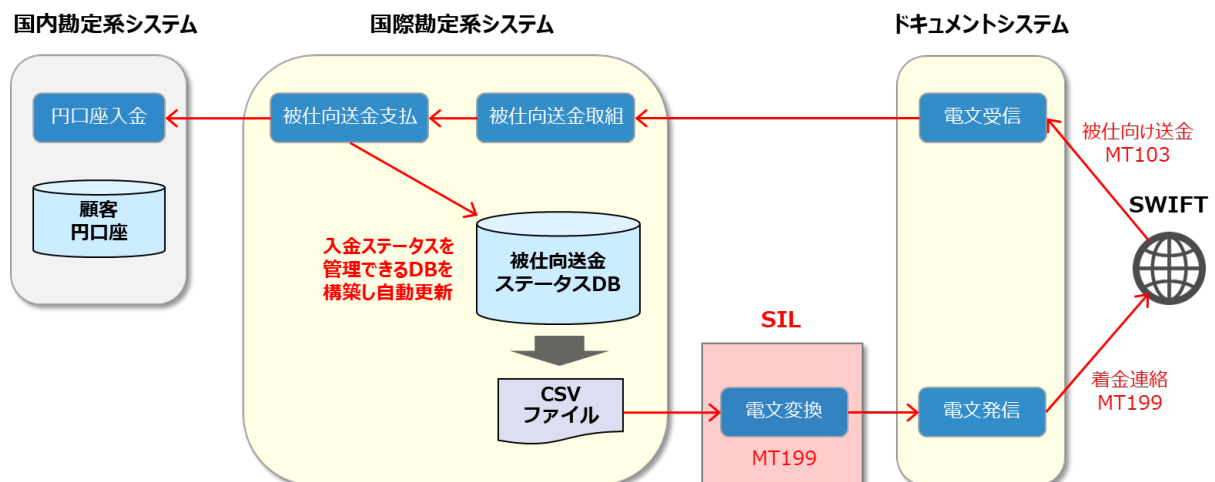 国内勘定系システム
国際勘定系システム
ドキュメントシステム
円口座入金
被仕向送金支払
被仕向送金取組
電文受信
被仕向け送金
MT103
顧客
円口座
SWIFT
入金ステータスを
管理できるDBを
構築し自動更新
被仕向送金
ステータスDB
SIL
CSV
ファイル
電文変換
MT199
電文発信
着金連絡
MT199